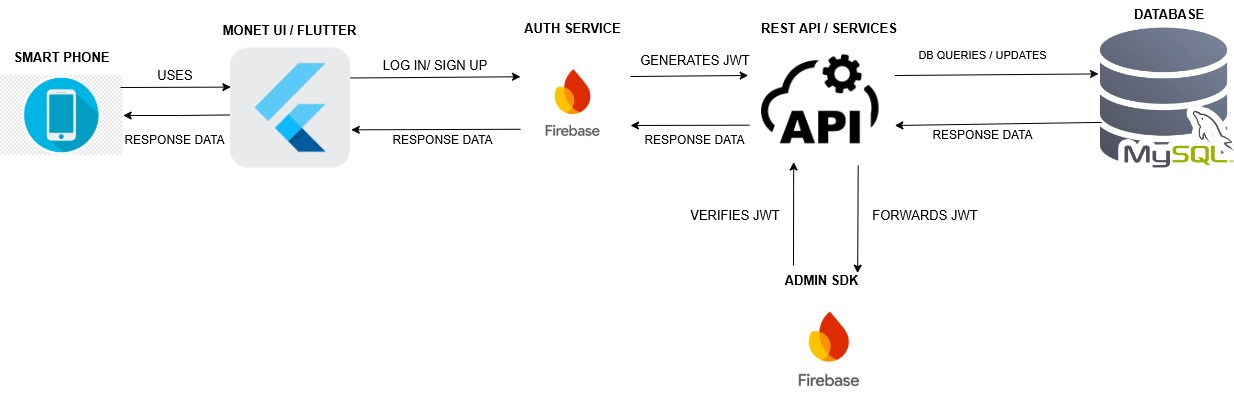 DATABASE
MONET UI / FLUTTER
AUTH SERVICE
REST API / SERVICES
SMART PHONE
USES
LOG IN/ SIGN UP
GENERATES JWT
DB QUERIES / UPDATES
RESPONSE DATA
RESPONSE DATA
Firebase
RESPONSE DATA
API
RESPONSE DATA
MySQL
VERIFIES JWT
FORWARDS JWT
ADMIN SDK
Firebase